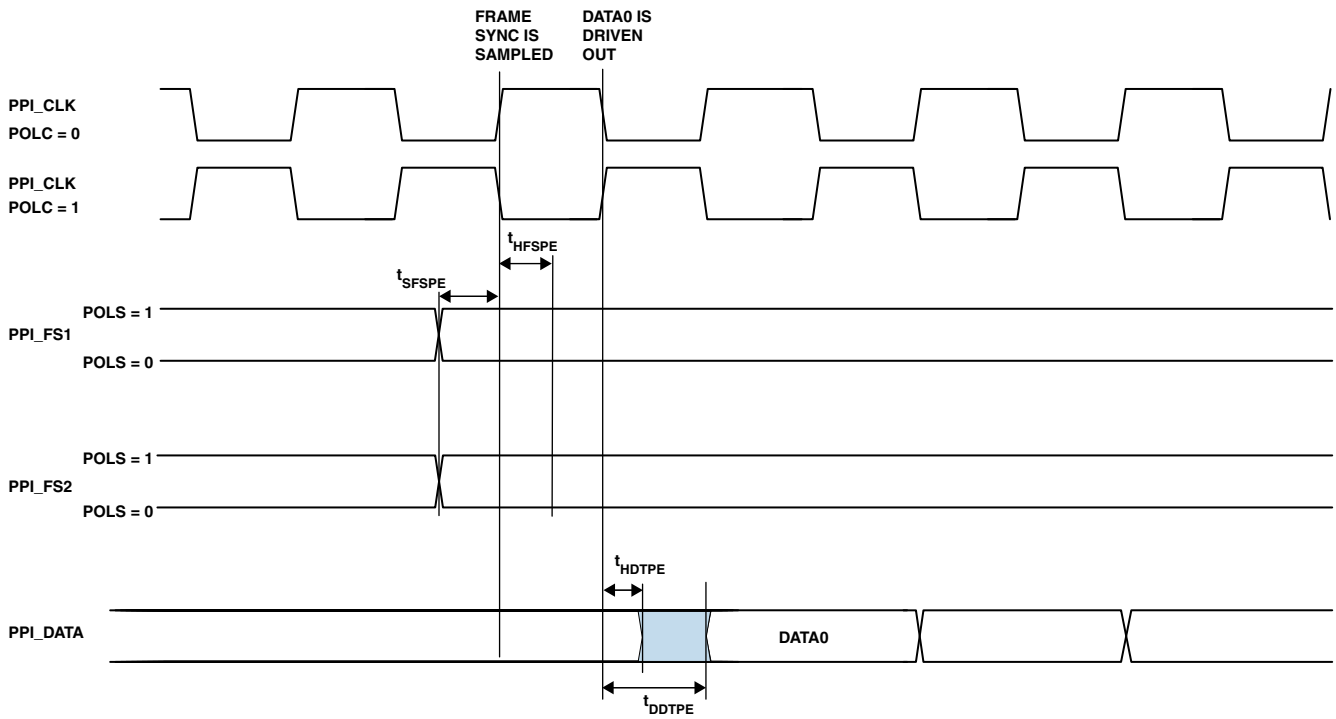 FRAME
SYNC IS
SAMPLED
DATA0 IS
DRIVEN
OUT
PPI_CLK
POLC = 0
PPI_CLK
POLC = 1
tHFSPE
tSFSPE
POLS = 1
PPI_FS1
POLS = 0
POLS = 1
PPI_FS2
POLS = 0
tHDTPE
PPI_DATA
DATA0
tDDTPE